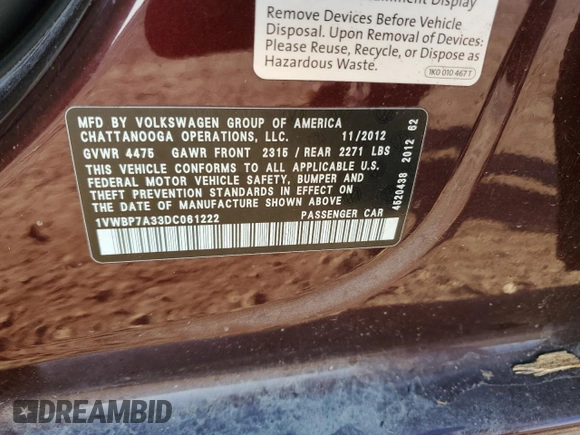 Remove Devices Before Vehicle
Disposal. Upon Removal of Devices:
Please Reuse, Recycle, or Dispose as
Hazardous Waste.
1K0 010 467 T
MFD BY VOLKSWAGEN GROUP OF AMERICA
CHATTANOOGA OPERATIONS, LLC. 11/2012
GVWR 4475 GAWR FRONT 2315 / REAR 2271 LBS
THIS VEHICLE CONFORMS TO ALL APPLICABLE U.S.
FEDERAL MOTOR VEHICLE SAFETY, BUMPER AND
THEFT PREVENTION STANDARDS IN EFFECT ON
THE DATE OF MANUFACTURE SHOWN ABOVE
1VWBP7A33DC061222 PASSENGER CAR
4520438 2012 62
DREAMBID